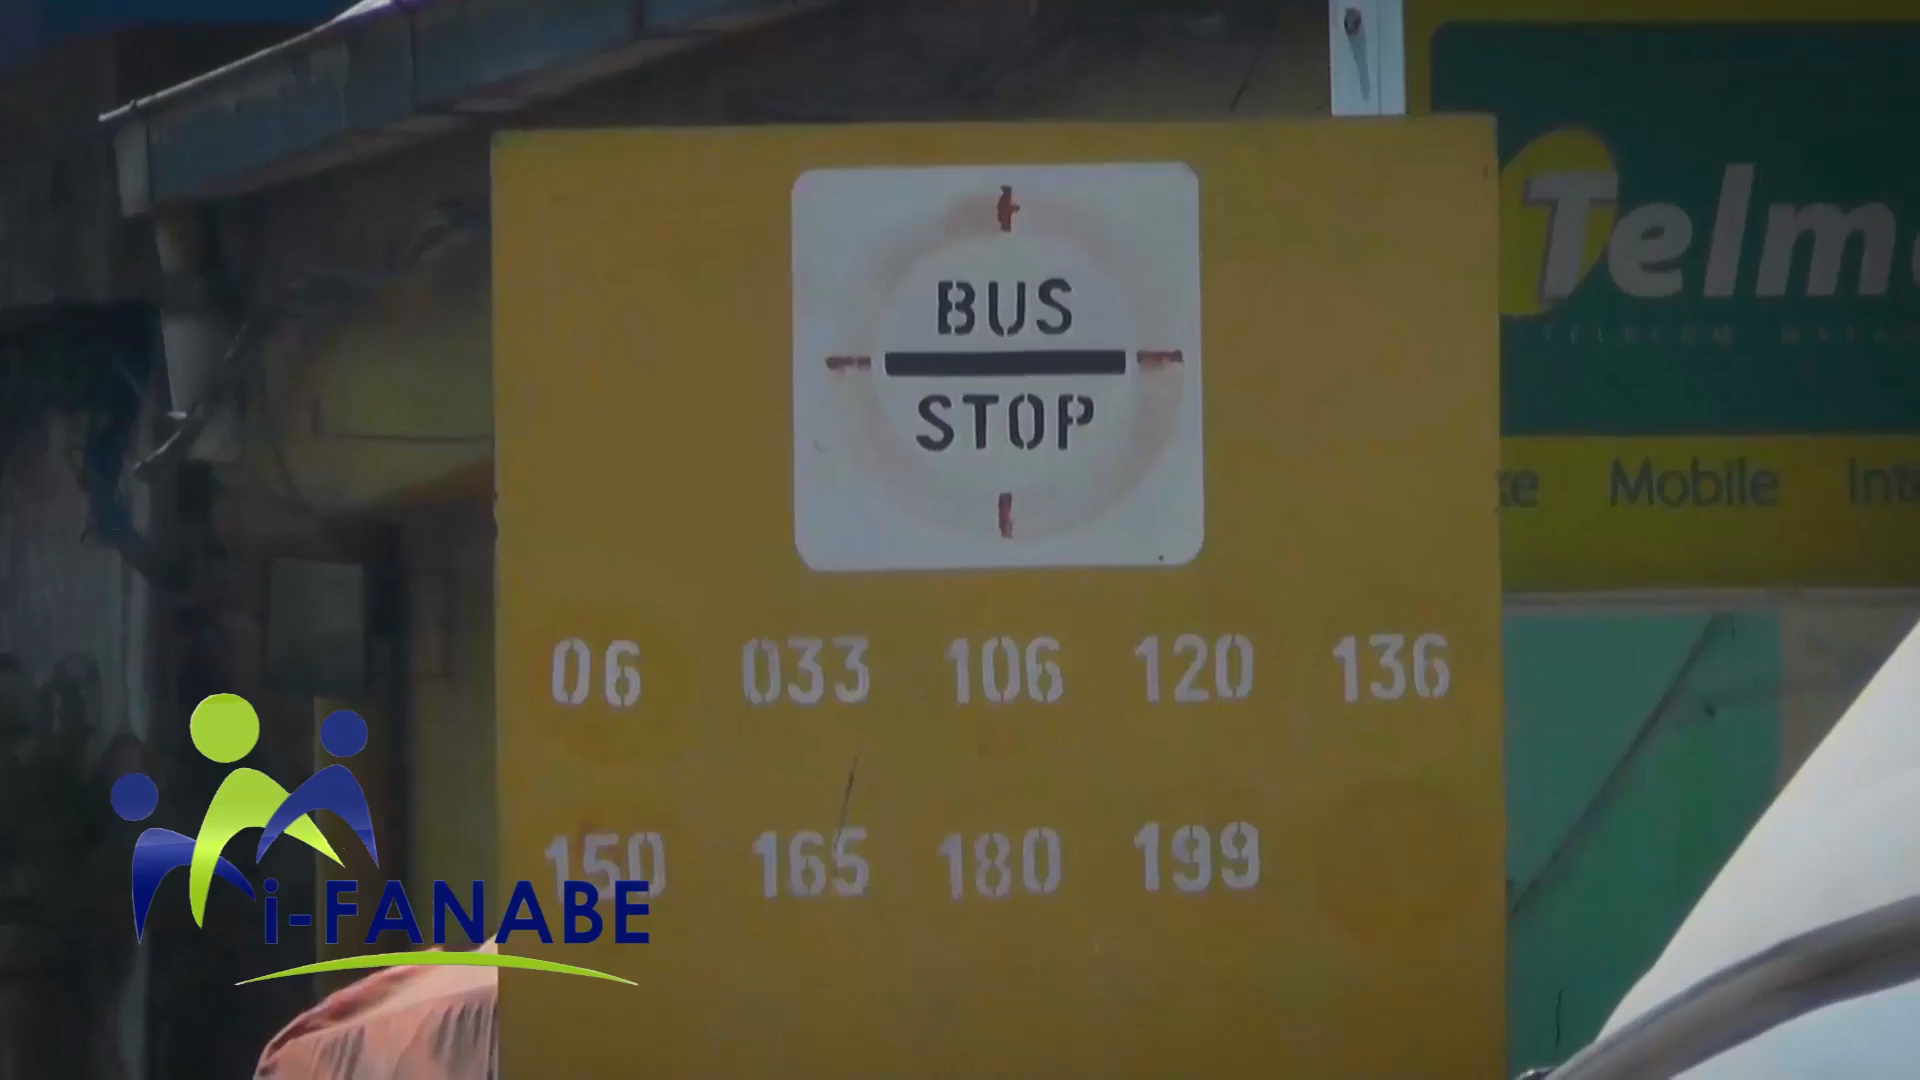 BUS
STOP
Telm
Mobile
06 033 106 120 136
150 165 180 199
i-FANABE